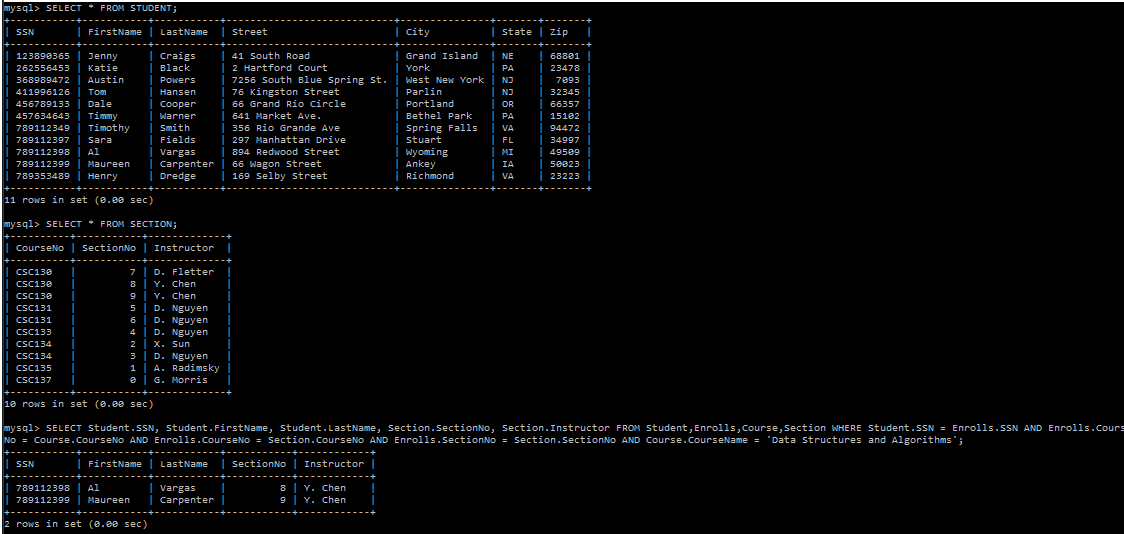 mysql> SELECT * FROM STUDENT;
+-----------+-----------+-----------+----------------------------+---------------+-------+-------+
| SSN       | FirstName | LastName  | Street                     | City          | State | Zip   |
+-----------+-----------+-----------+----------------------------+---------------+-------+-------+
| 123890365 | Jenny     | Craigs    | 41 South Road              | Grand Island  | NE    | 68801 |
| 262556453 | Katie     | Black     | 2 Hartford Court           | York          | PA    | 23478 |
| 368989472 | Austin    | Powers    | 7256 South Blue Spring St. | West New York | NJ    |  7093 |
| 411996126 | Tom       | Hansen    | 76 Kingston Street         | Parlin        | NJ    | 32345 |
| 456789133 | Dale      | Cooper    | 66 Grand Rio Circle        | Portland      | OR    | 66357 |
| 457634643 | Timmy     | Warner    | 641 Market Ave.            | Bethel Park   | PA    | 15102 |
| 789112349 | Timothy   | Smith     | 356 Rio Grande Ave         | Spring Falls  | VA    | 94472 |
| 789112397 | Sara      | Fields    | 297 Manhattan Drive        | Stuart        | FL    | 34997 |
| 789112398 | Al        | Vargas    | 894 Redwood Street         | Wyoming       | MI    | 49509 |
| 789112399 | Maureen   | Carpenter | 66 Wagon Street            | Ankey         | IA    | 50023 |
| 789353489 | Henry     | Dredge    | 169 Selby Street           | Richmond      | VA    | 23223 |
+-----------+-----------+-----------+----------------------------+---------------+-------+-------+
11 rows in set (0.00 sec)
mysql> SELECT * FROM SECTION;
+----------+-----------+-------------+
| CourseNo | SectionNo | Instructor  |
+----------+-----------+-------------+
| CSC130   |         7 | D. Fletter  |
| CSC130   |         8 | Y. Chen     |
| CSC130   |         9 | Y. Chen     |
| CSC131   |         5 | D. Nguyen   |
| CSC131   |         6 | D. Nguyen   |
| CSC133   |         4 | D. Nguyen   |
| CSC134   |         2 | X. Sun      |
| CSC134   |         3 | D. Nguyen   |
| CSC135   |         1 | A. Radimsky |
| CSC137   |         0 | G. Morris   |
+----------+-----------+-------------+
10 rows in set (0.00 sec)
mysql> SELECT Student.SSN, Student.FirstName, Student.LastName, Section.SectionNo, Section.Instructor FROM Student,Enrolls,Course,Section WHERE Student.SSN = Enrolls.SSN AND Enrolls.Cours
No = Course.CourseNo AND Enrolls.CourseNo = Section.CourseNo AND Enrolls.SectionNo = Section.SectionNo AND Course.CourseName = 'Data Structures and Algorithms';
+-----------+-----------+-----------+-----------+------------+
| SSN       | FirstName | LastName  | SectionNo | Instructor |
+-----------+-----------+-----------+-----------+------------+
| 789112398 | Al        | Vargas    |         8 | Y. Chen    |
| 789112399 | Maureen   | Carpenter |         9 | Y. Chen    |
+-----------+-----------+-----------+-----------+------------+
2 rows in set (0.00 sec)